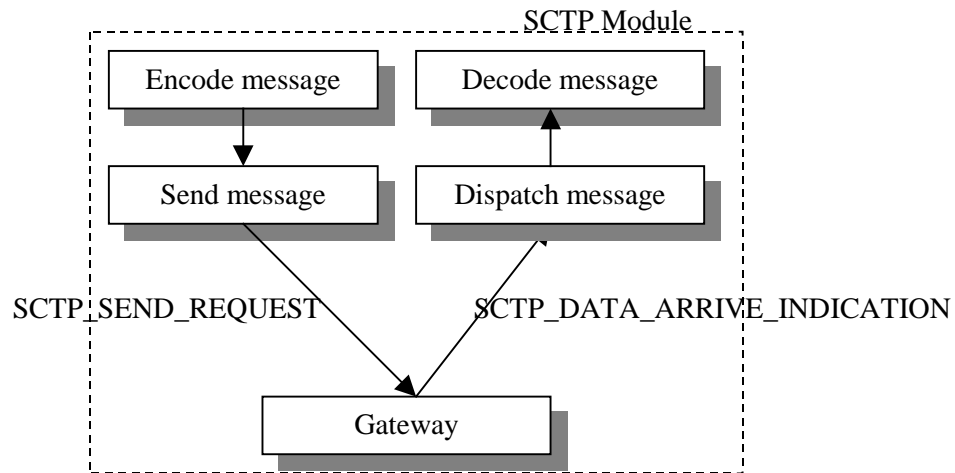 SCTP Module
Encode message
Decode message
Send message
Dispatch message
SCTP_SEND_REQUEST
SCTP_DATA_ARRIVE_INDICATION
Gateway